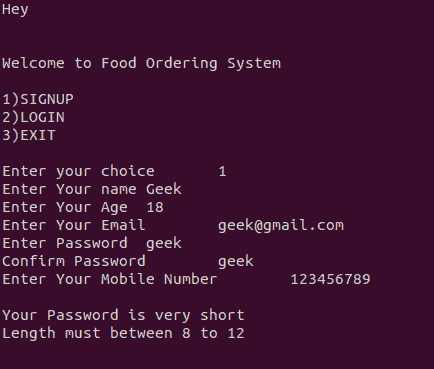 Hey
Welcome to Food Ordering System
1)SIGNUP
2)LOGIN
3)EXIT
Enter your choice 1
Enter Your name Geek
Enter Your Age 18
Enter Your Email geek@gmail.com
Enter Password geek
Confirm Password geek
Enter Your Mobile Number 123456789
Your Password is very short
Length must between 8 to 12